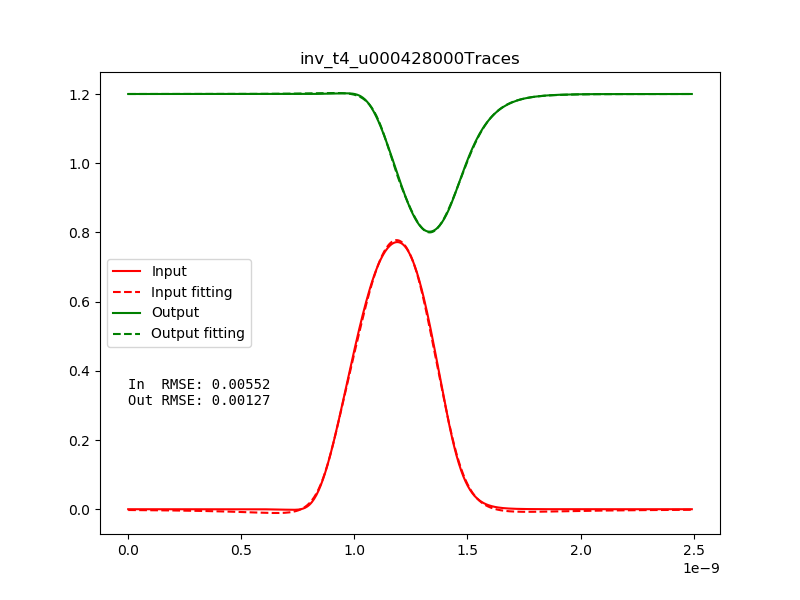 inv_t4_u000428000Traces
1.2
1.0
0.8
0.6
0.4
0.2
0.0
Input
Input fitting
Output
Output fitting
In  RMSE: 0.00552
Out RMSE: 0.00127
0.0 0.5 1.0 1.5 2.0 2.5
1e−9